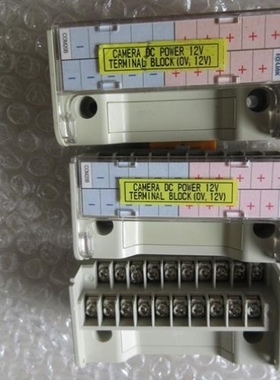 CAMERA DC POWER 12V
TERMINAL BLOCK (0V, 12V)
CAMERA DC POWER 12V
TERMINAL BLOCK (0V, 12V)